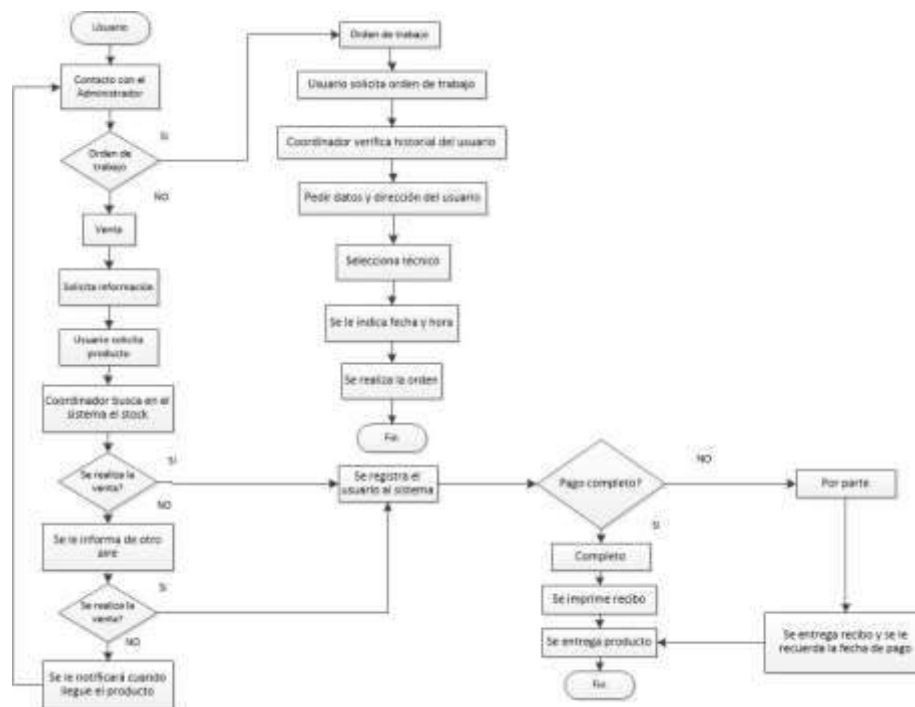 Usuario
Contacto con el
Administrador
SI
Orden de
trabajo
NO
Venta
Solicita información
Usuario solicita
producto
Coordinador busca en el
sistema el stock
SI
Se realiza la
venta?
NO
Se le informa de otro
aire
SI
Se realiza la
venta?
NO
Se le notificará cuando
llegue el producto
Orden de trabajo
Usuario solicita orden de trabajo
Coordinador verifica historial del usuario
Pedir datos y dirección del usuario
Selecciona técnico
Se le indica fecha y hora
Se realiza la orden
Fin
Se registra el
usuario al sistema
Pago completo?
NO
Por parte
SI
Completo
Se imprime recibo
Se entrega producto
Se entrega recibo y se le
recuerda la fecha de pago
Fin